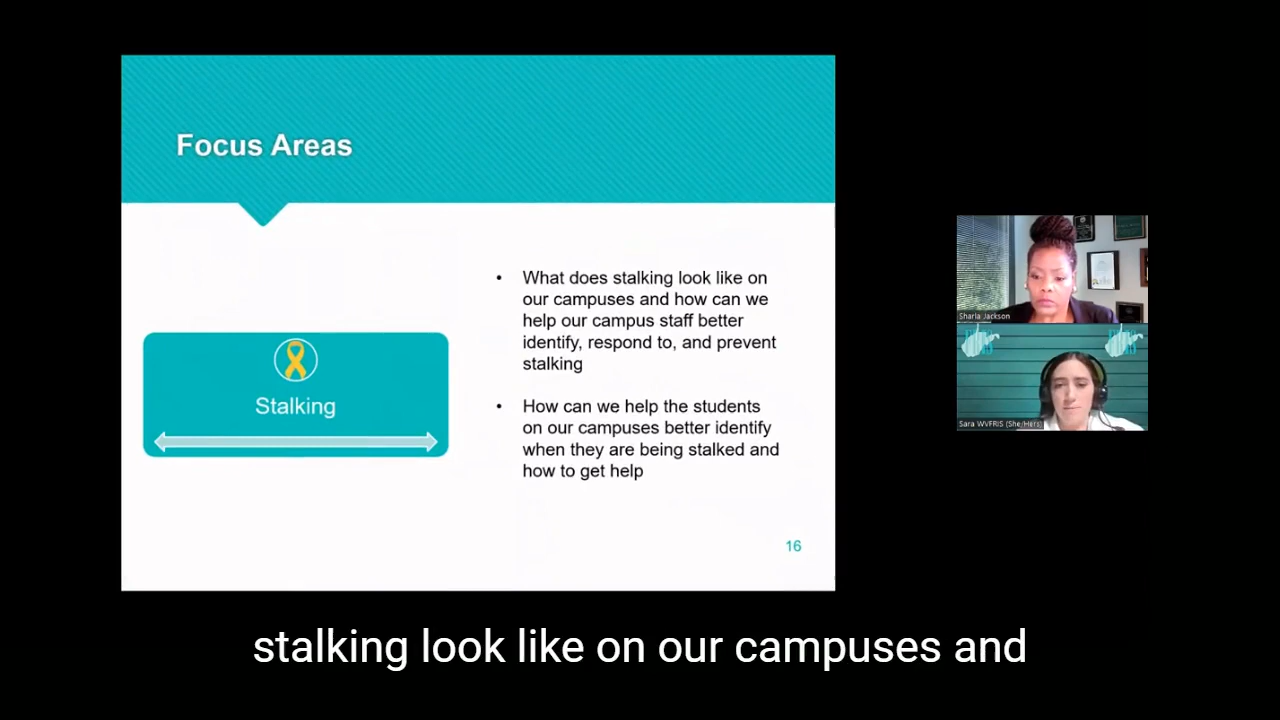 Focus Areas
Stalking
• What does stalking look like on
our campuses and how can we
help our campus staff better
identify, respond to, and prevent
stalking
• How can we help the students
on our campuses better identify
when they are being stalked and
how to get help
16
Sharla Jackson
Sara WVFRIS (She/Hers)
stalking look like on our campuses and